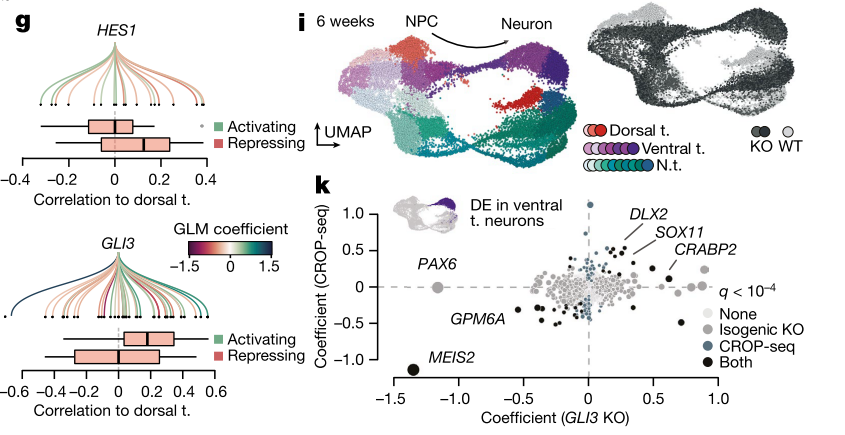 g
HES1
Activating
Repressing
−0.4 −0.2 0 0.2 0.4
Correlation to dorsal t.
GLM coefficient
−1.5 0 1.5
GLI3
Activating
Repressing
−0.6 −0.4 −0.2 0 0.2 0.4 0.6
Correlation to dorsal t.
i 6 weeks
NPC
Neuron
UMAP
Dorsal t.
Ventral t.
N.t.
KO WT
k
DE in ventral
t. neurons
Coefficient (CROP-seq)
1.0
0.5
0
−0.5
−1.0
DLX2
SOX11
CRABP2
PAX6
GPM6A
MEIS2
q < 10−4
None
Isogenic KO
CROP-seq
Both
−1.5 −1.0 −0.5 0 0.5 1.0
Coefficient (GLI3 KO)